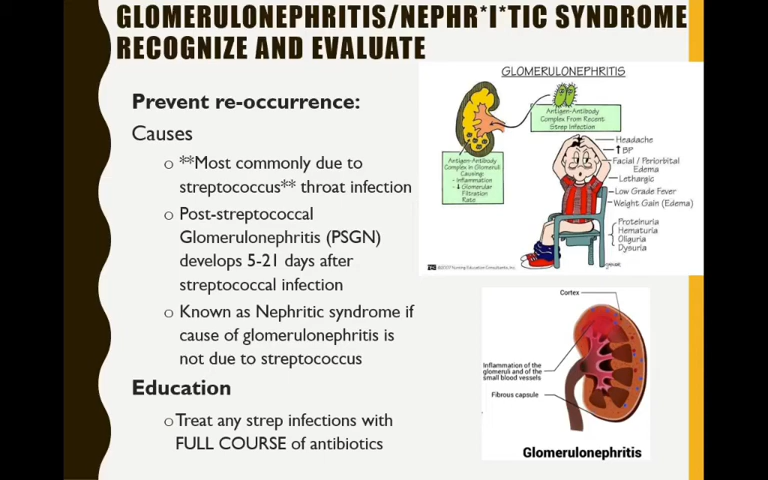 GLOMERULONEPHRITIS/NEPHR*I*TIC SYNDROME
RECOGNIZE AND EVALUATE
Prevent re-occurrence:
Causes
**Most commonly due to
streptococcus** throat infection
Post-streptococcal
Glomerulonephritis (PSGN)
develops 5-21 days after
streptococcal infection
Known as Nephritic syndrome if
cause of glomerulonephritis is
not due to streptococcus
Education
Treat any strep infections with
FULL COURSE of antibiotics
GLOMERULONEPHRITIS
Antigen-Antibody
Complex From Recent
Strep Infection
Antigen-Antibody
Complex in Glomeruli
Causing:
- Inflammation
- ↓ Glomerular
Filtration
Rate
Headache
↑ BP
Facial / Periorbital
Edema
Lethargic
Low Grade Fever
Weight Gain (Edema)
Proteinuria
Hematuria
Oliguria
Dysuria
Nursing Education Consultants, Inc.
Cortex
Inflammation of the
glomeruli and of the
small blood vessels
Fibrous capsule
Glomerulonephritis